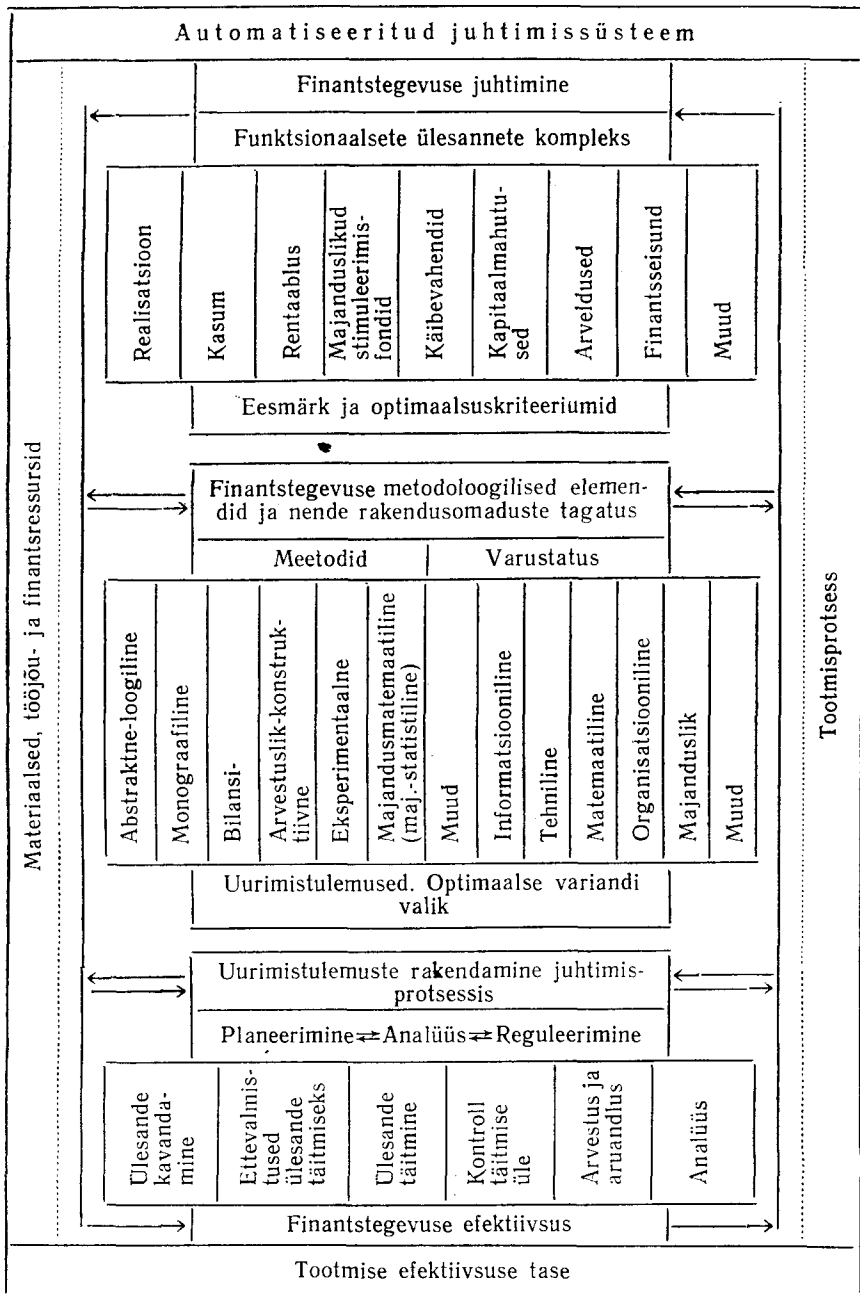 Automatiseeritud juhtimissüsteem
Materiaalsed, tööjõu- ja finantsressursid
Finantstegevuse juhtimine
Funktsionaalsete ülesannete kompleks
Realisatsioon
Kasum
Rentaablus
Majanduslikud
stimuleerimis-
fondid
Käibevahendid
Kapitaalmahutu-
sed
Arveldused
Finantsseisund
Muud
Eesmärk ja optimaalsuskriteeriumid
Finantstegevuse metodoloogilised elemen-
did ja nende rakendusomaduste tagatus
Meetodid
Varustatus
Abstraktne-loogiline
Monograafiline
Bilansi-
Arvestuslik-konstruk-
tiivne
Eksperimentaalne
Majandusmatemaatiline
(maj.-statistiline)
Muud
Informatsiooniline
Tehniline
Matemaatiline
Organisatsiooniline
Majanduslik
Muud
Uurimistulemused. Optimaalse variandi
valik
Uurimistulemuste rakendamine juhtimis-
protsessis
Planeerimine⇄Analüüs⇄Reguleerimine
Ülesande
kavanda-
mine
Ettevalmis-
tused
ülesande
täitmiseks
Ülesande
täitmine
Kontroll
täitmise
üle
Arvestus ja
aruandlus
Analüüs
Finantstegevuse efektiivsus
Tootmisprotsess
Tootmise efektiivsuse tase